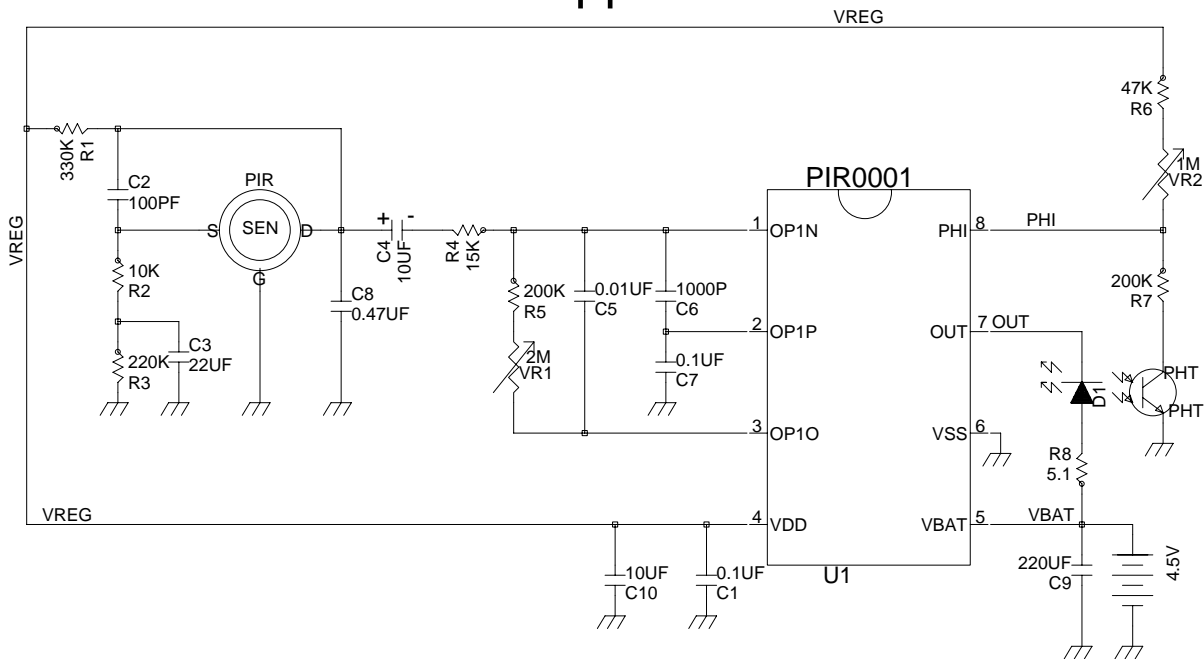 VREG
47K
R6
1M
VR2
330K
R1
C2
100PF
PIR
SEN
S
D
G
PIR0001
VREG
C4
+
-
10UF
R4
15K
1
OP1N
PHI
8
PHI
10K
R2
C8
0.47UF
200K
R5
0.01UF
C5
1000P
C6
200K
R7
2
OP1P
OUT
7
OUT
C3
22UF
220K
R3
2M
VR1
0.1UF
C7
D1
PHT
PHT
3
OP1O
VSS
6
R8
5.1
VREG
4
VDD
VBAT
5
VBAT
10UF
C10
0.1UF
C1
U1
220UF
C9
4.5V